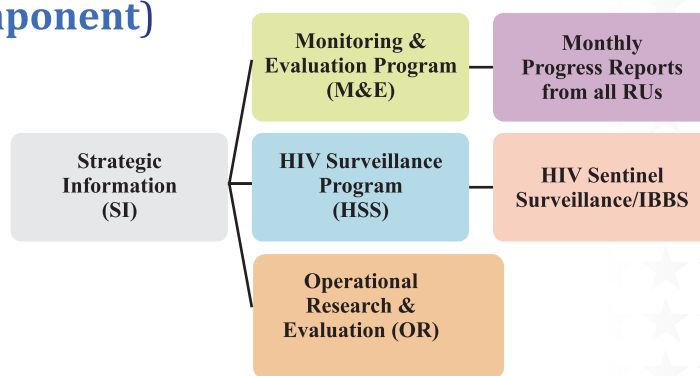 ponent)
Strategic
Information
(SI)
Monitoring &
Evaluation Program
(M&E)
Monthly
Progress Reports
from all RUs
HIV Surveillance
Program
(HSS)
HIV Sentinel
Surveillance/IBBS
Operational
Research &
Evaluation (OR)